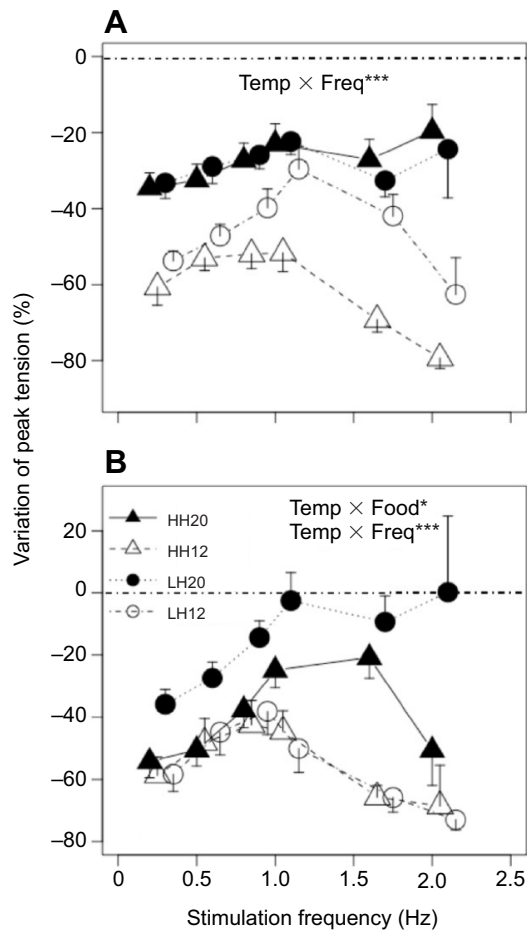 A
0
Temp × Freq***
–20
–40
–60
–80
Variation of peak tension (%)
B
HH20
HH12
LH20
LH12
Temp × Food*
Temp × Freq***
20
0
–20
–40
–60
–80
0 0.5 1.0 1.5 2.0 2.5
Stimulation frequency (Hz)